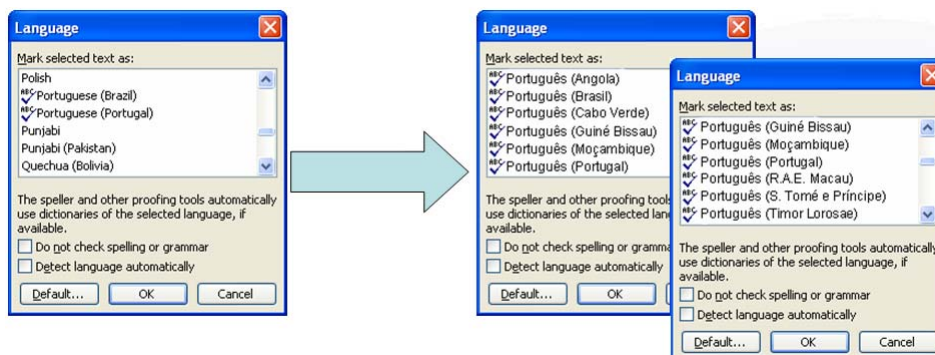 Language
Mark selected text as:
Polish
Portuguese (Brazil)
Portuguese (Portugal)
Punjabi
Punjabi (Pakistan)
Quechua (Bolivia)
The speller and other proofing tools automatically
use dictionaries of the selected language, if
available.
Do not check spelling or grammar
Detect language automatically
Default... OK Cancel
Language
Mark selected text as:
Português (Angola)
Português (Brasil)
Português (Cabo Verde)
Português (Guiné Bissau)
Português (Moçambique)
Português (Portugal)
The speller and other proofing tools
use dictionaries of the selected
available.
Do not check spelling or
Detect language automatically
Default... OK
Language
Mark selected text as:
Português (Guiné Bissau)
Português (Moçambique)
Português (Portugal)
Português (R.A.E. Macau)
Português (S. Tomé e Príncipe)
Português (Timor Lorosae)
The speller and other proofing tools automatically
use dictionaries of the selected language, if
available.
Do not check spelling or grammar
Detect language automatically
Default... OK Cancel